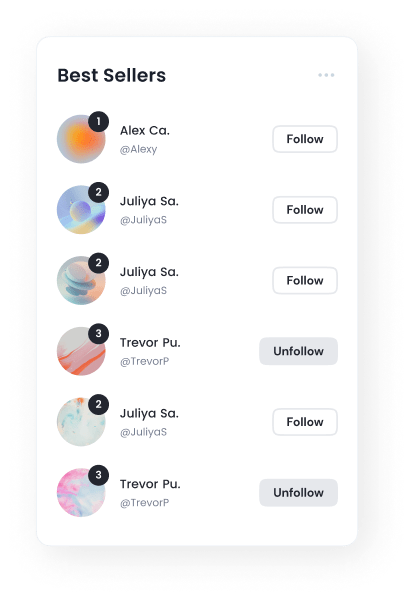 Best Sellers
1
Alex Ca.
@Alexy
Follow
2
Juliya Sa.
@JuliyaS
Follow
2
Juliya Sa.
@JuliyaS
Follow
3
Trevor Pu.
@TrevorP
Unfollow
2
Juliya Sa.
@JuliyaS
Follow
3
Trevor Pu.
@TrevorP
Unfollow